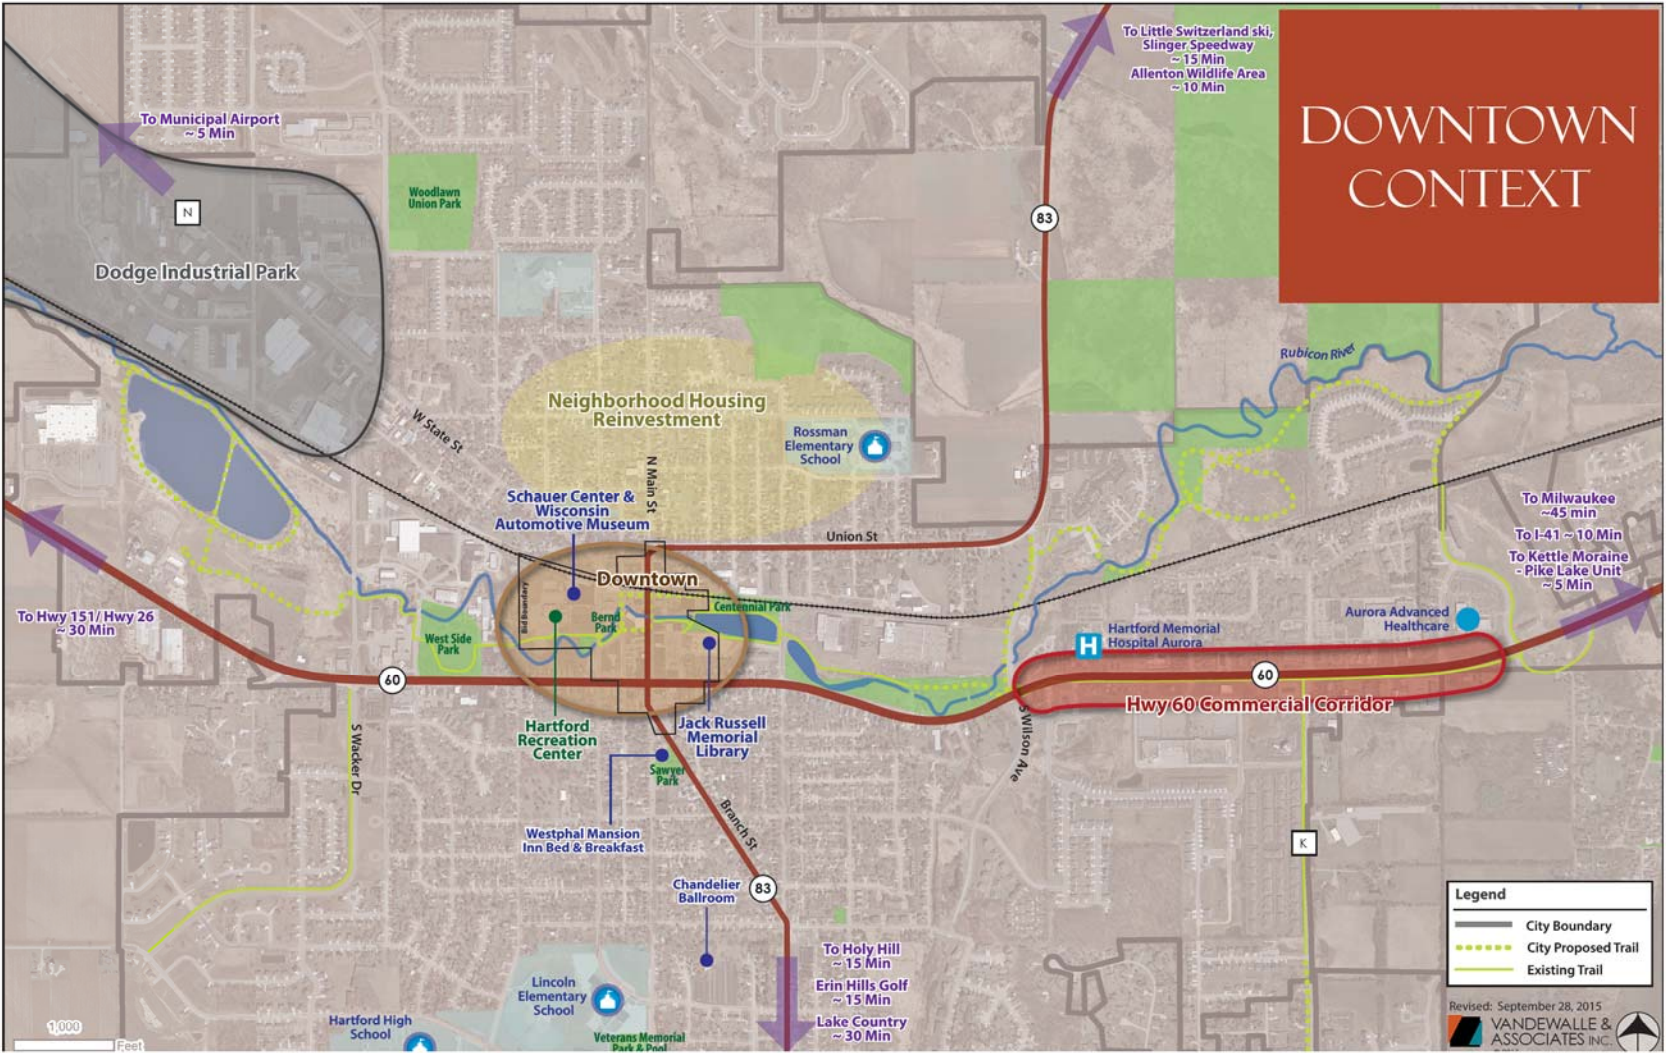 DOWNTOWN
CONTEXT
To Little Switzerland ski,
Slinger Speedway
~ 15 Min
Allenton Wildlife Area
~ 10 Min
To Municipal Airport
~ 5 Min
N
Woodlawn
Union Park
83
Dodge Industrial Park
Rubicon River
Neighborhood Housing
Reinvestment
W State St
N Main St
Rossman
Elementary
School
Schauer Center &
Wisconsin
Automotive Museum
Union St
To Milwaukee
~45 min
To I-41 ~ 10 Min
To Kettle Moraine
- Pike Lake Unit
~ 5 Min
Downtown
Bid Boundary
Bernd
Park
Centennial Park
To Hwy 151/ Hwy 26
~ 30 Min
West Side
Park
Hartford Memorial
Hospital Aurora
H
Aurora Advanced
Healthcare
60
60
Hwy 60 Commercial Corridor
Hartford
Recreation
Center
Jack Russell
Memorial
Library
S Wacker Dr
S Wilson Ave
Sawyer
Park
Branch St
Westphal Mansion
Inn Bed & Breakfast
K
Chandelier
Ballroom
83
Legend
City Boundary
City Proposed Trail
Existing Trail
To Holy Hill
~ 15 Min
Erin Hills Golf
~ 15 Min
Lake Country
~ 30 Min
Lincoln
Elementary
School
Hartford High
School
Veterans Memorial
Park & Pool
1,000
Feet
Revised: September 28, 2015
VANDEWALLE &
ASSOCIATES INC.